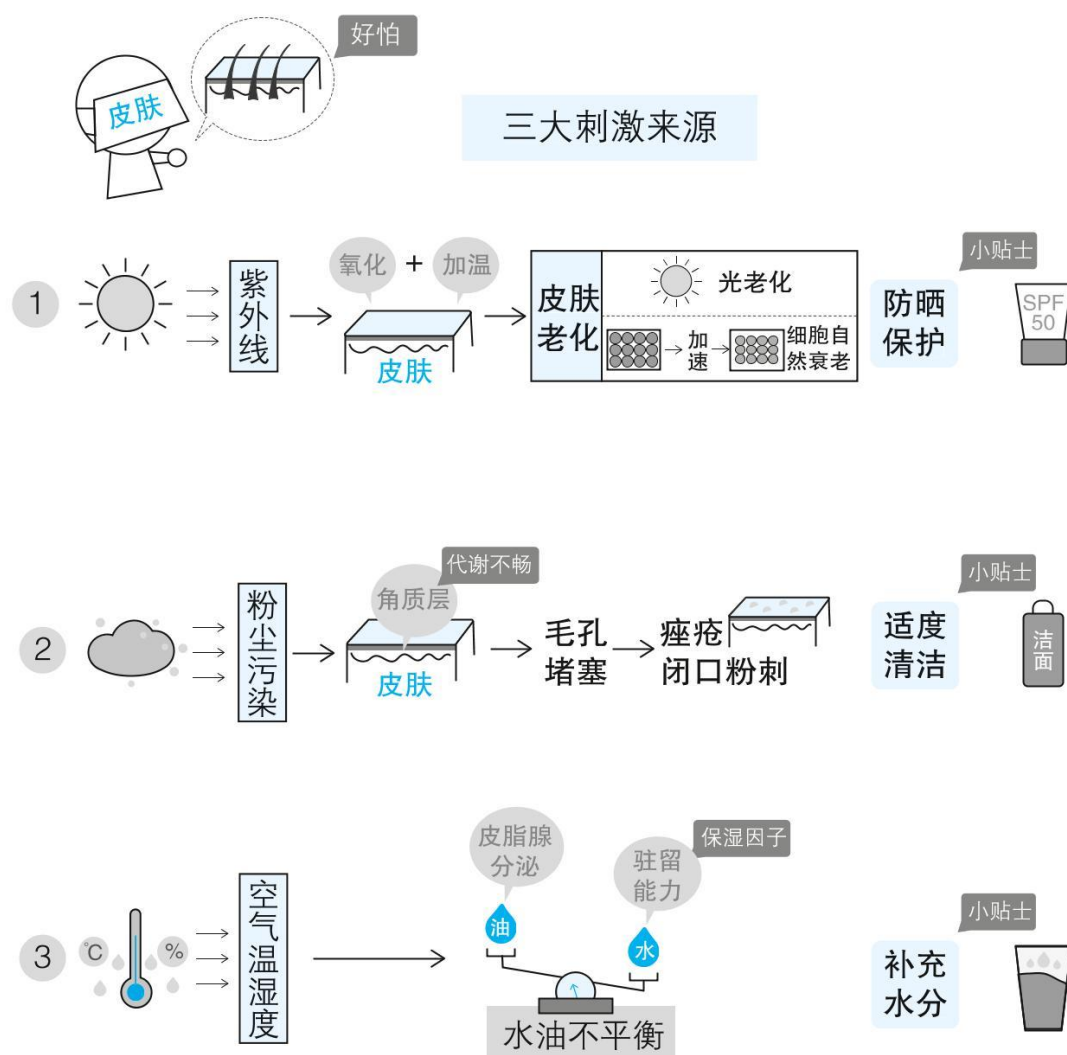 好怕
皮肤
三大刺激来源
小贴士
1
紫外线
氧化 + 加温
皮肤
皮肤
老化
光老化
加速
细胞自
然衰老
防晒
保护
SPF
50
代谢不畅
小贴士
2
粉尘污染
角质层
皮肤
毛孔
堵塞
痤疮
闭口粉刺
适度
清洁
洁面
皮脂腺
分泌
保湿因子
驻留
能力
小贴士
3
℃
%
空气温湿度
油
水
水油不平衡
补充
水分